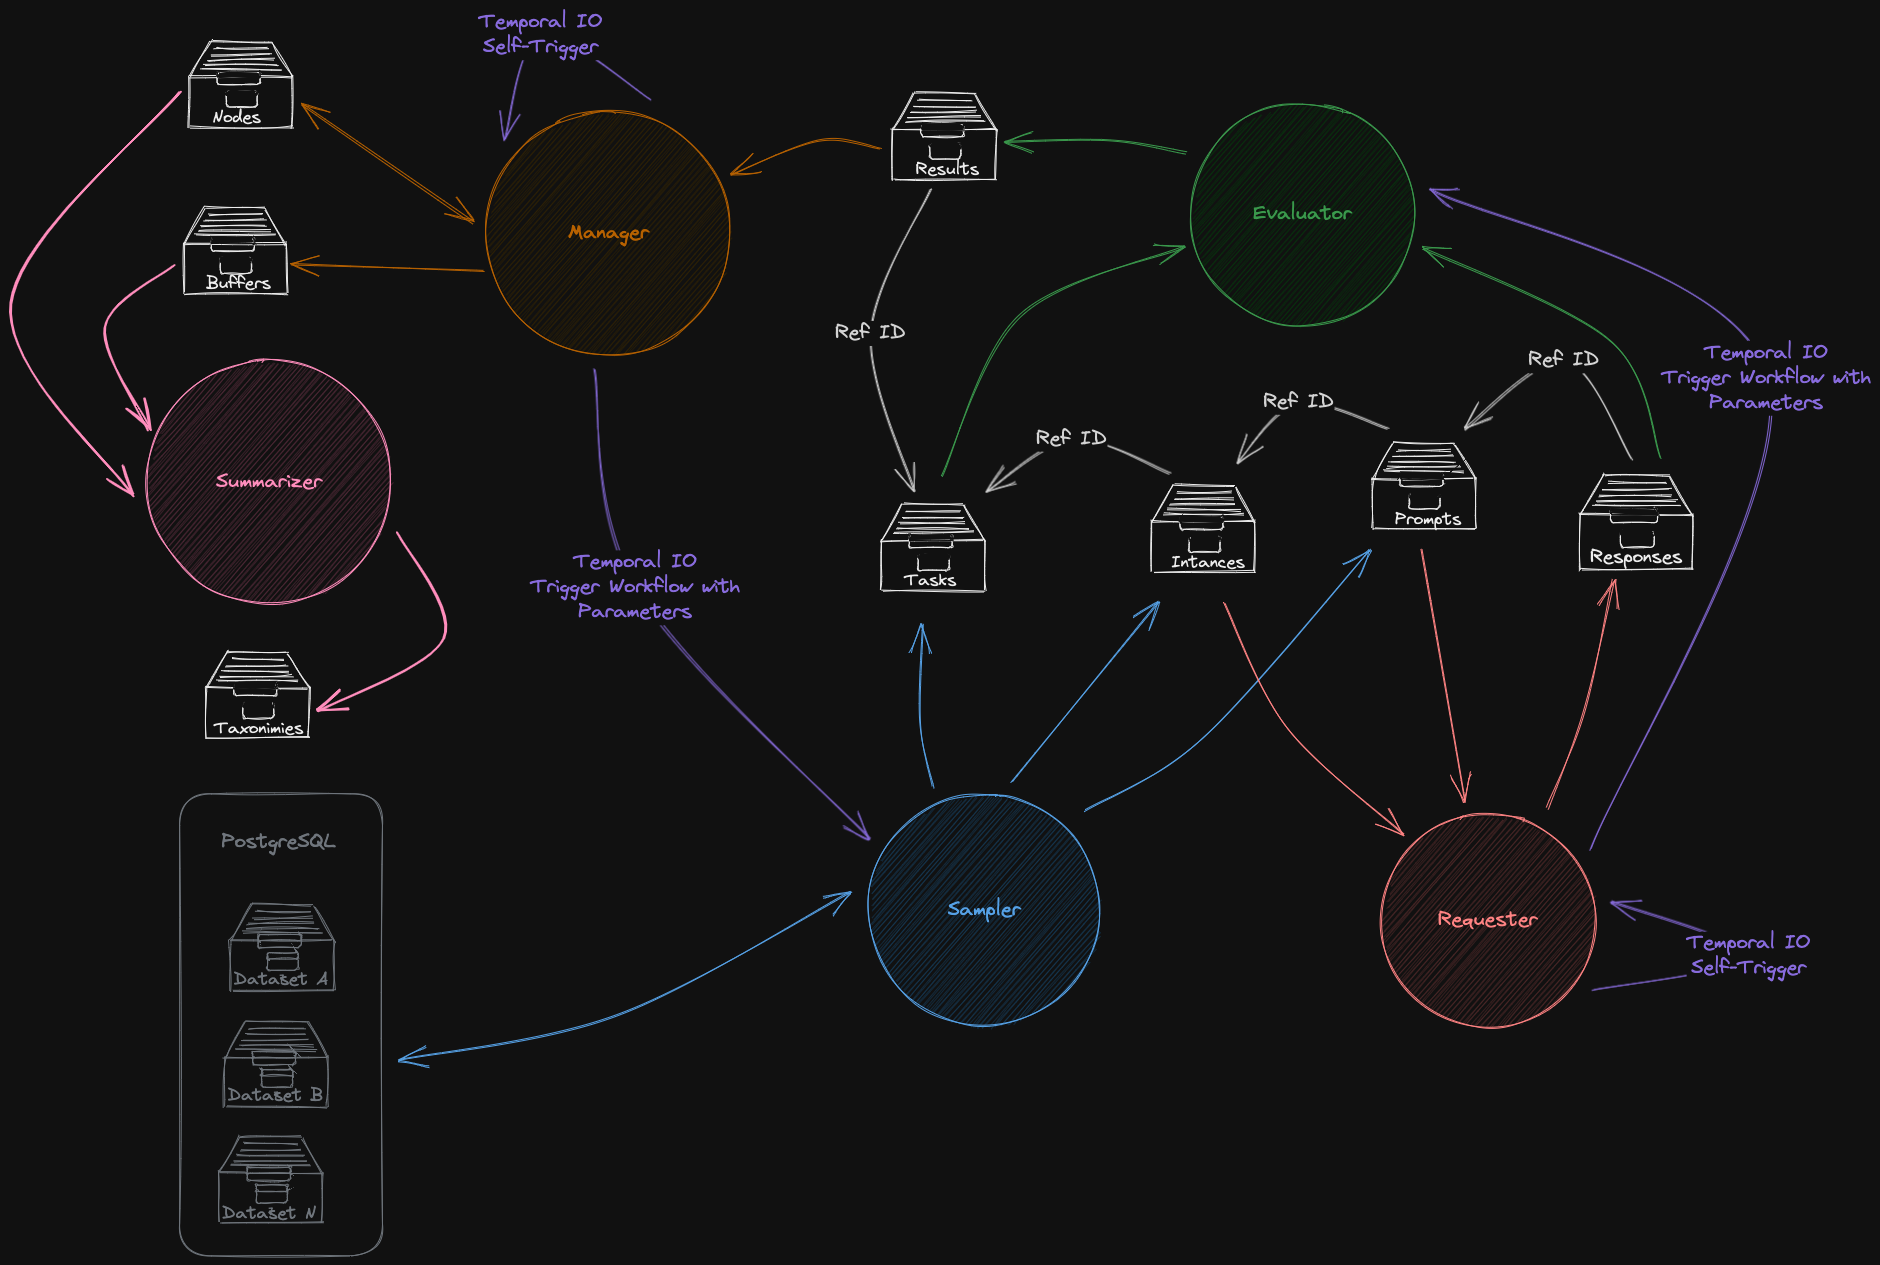 Temporal IO
Self-Trigger
Nodes
Results
Evaluator
Manager
Buffers
Ref ID
Temporal IO
Trigger Workflow with
Parameters
Ref ID
Ref ID
Ref ID
Summarizer
Prompts
Responses
Intances
Tasks
Temporal IO
Trigger Workflow with
Parameters
Taxonimies
PostgreSQL
Sampler
Requester
Temporal IO
Self-Trigger
Dataset A
Dataset B
Dataset N